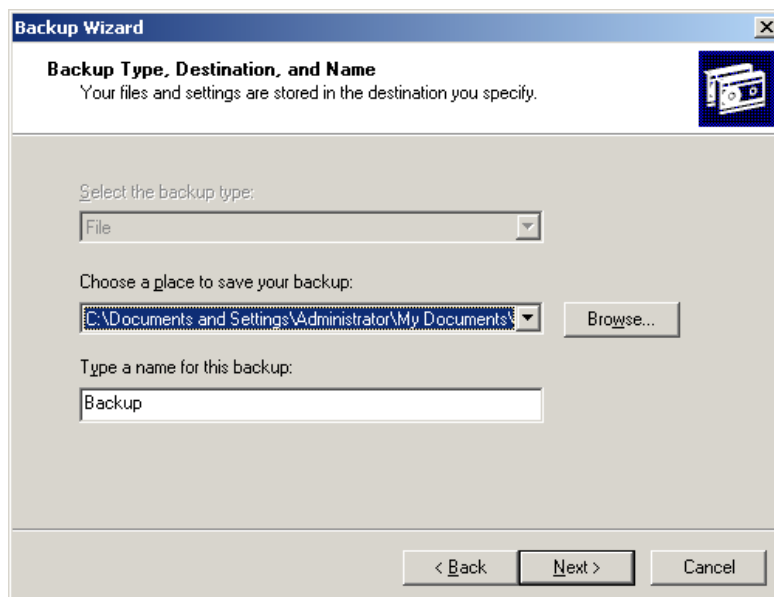 Backup Wizard
Backup Type, Destination, and Name
Your files and settings are stored in the destination you specify.
Select the backup type:
File
Choose a place to save your backup:
C:\Documents and Settings\Administrator\My Documents\
Browse...
Type a name for this backup:
Backup
< Back
Next >
Cancel